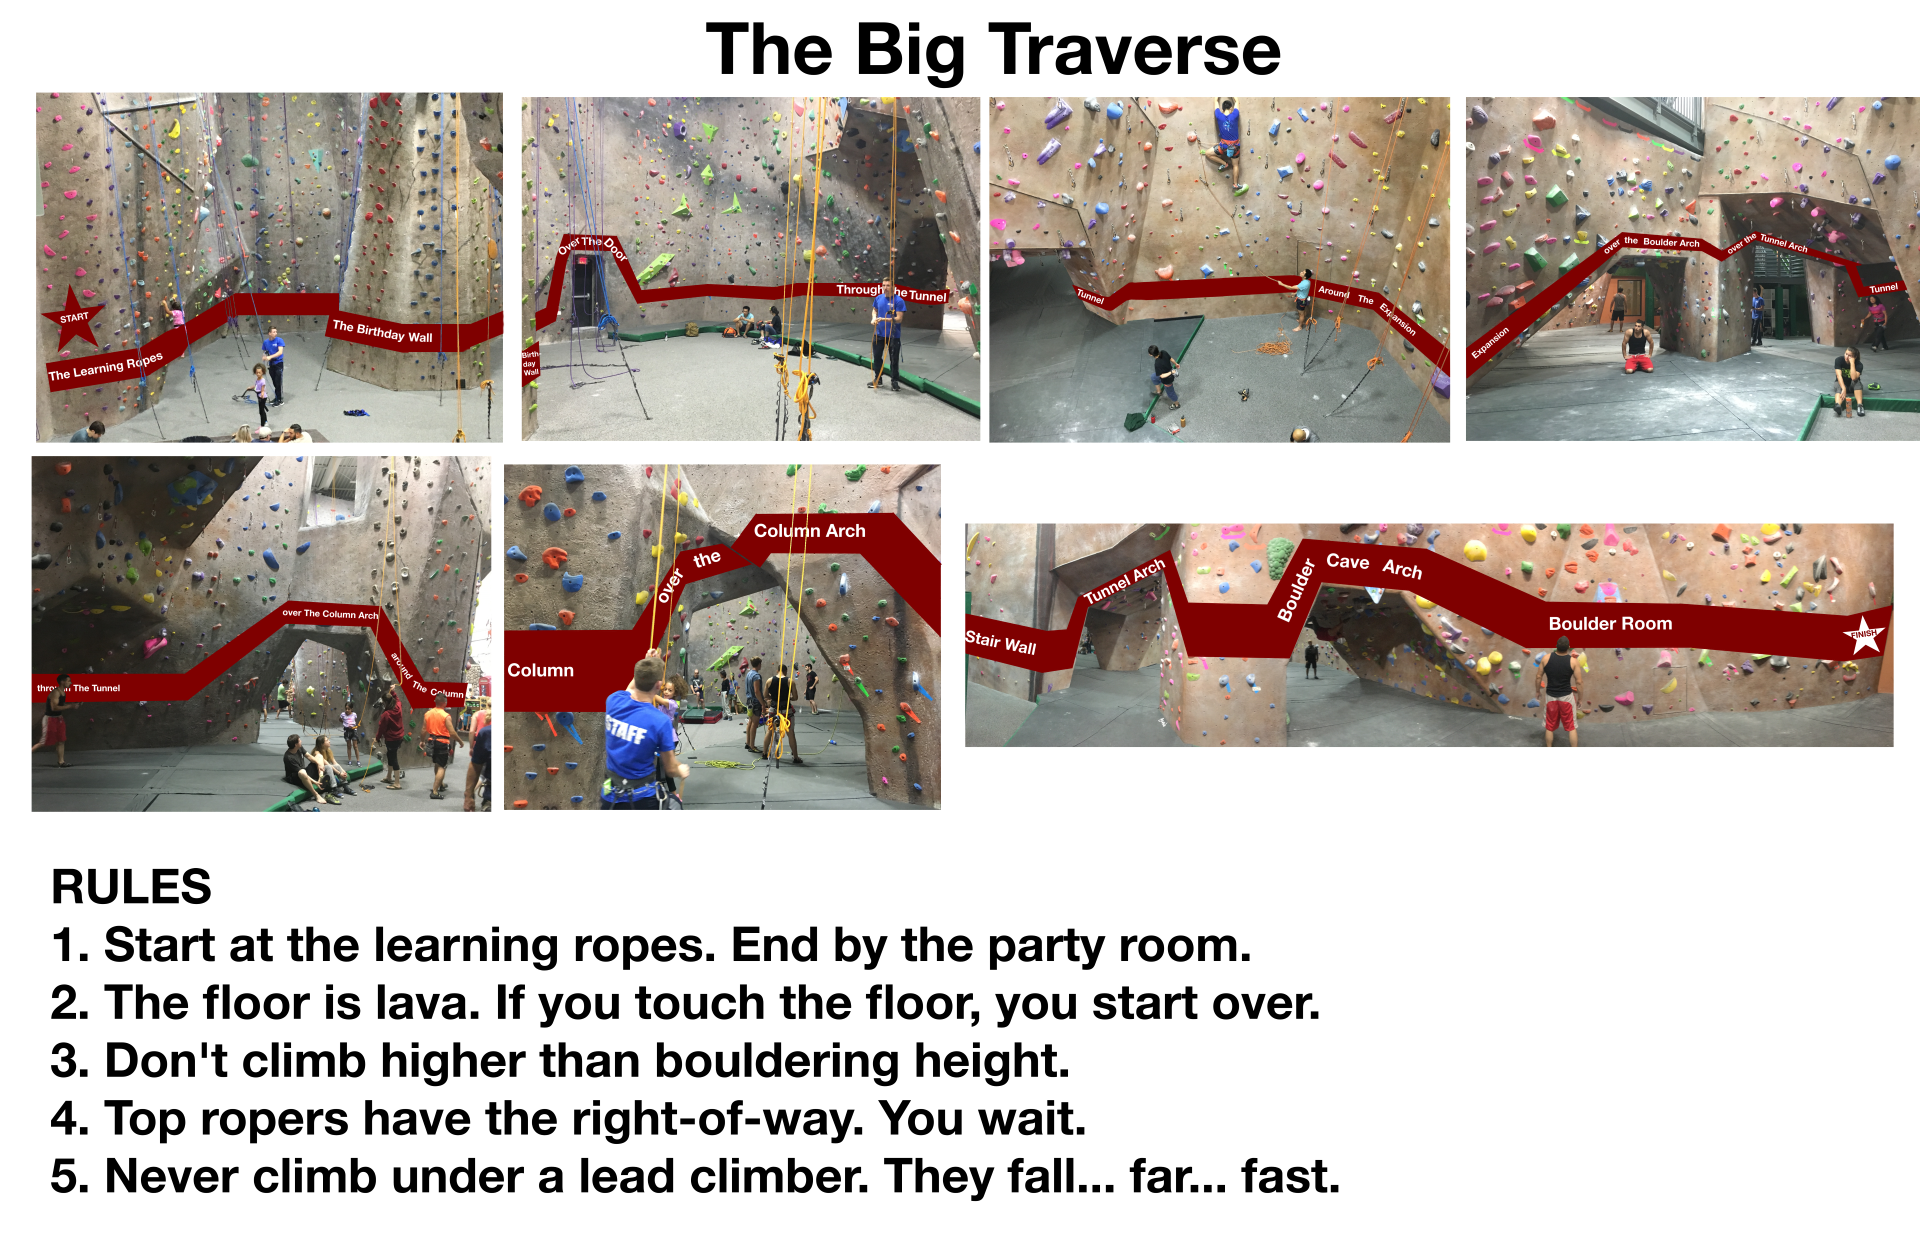 The Big Traverse
START
The Learning Ropes
The Birthday Wall
Birth-
day
Wall
Over The Door
Through the Tunnel
Tunnel
Around The Expansion
Expansion
over the Boulder Arch
over the Tunnel Arch
Tunnel
through The Tunnel
over The Column Arch
around The Column
Column
over the Column Arch
STAFF
Stair Wall
Tunnel Arch
Boulder Cave Arch
Boulder Room
FINISH
RULES
1. Start at the learning ropes. End by the party room.
2. The floor is lava. If you touch the floor, you start over.
3. Don't climb higher than bouldering height.
4. Top ropers have the right-of-way. You wait.
5. Never climb under a lead climber. They fall... far... fast.